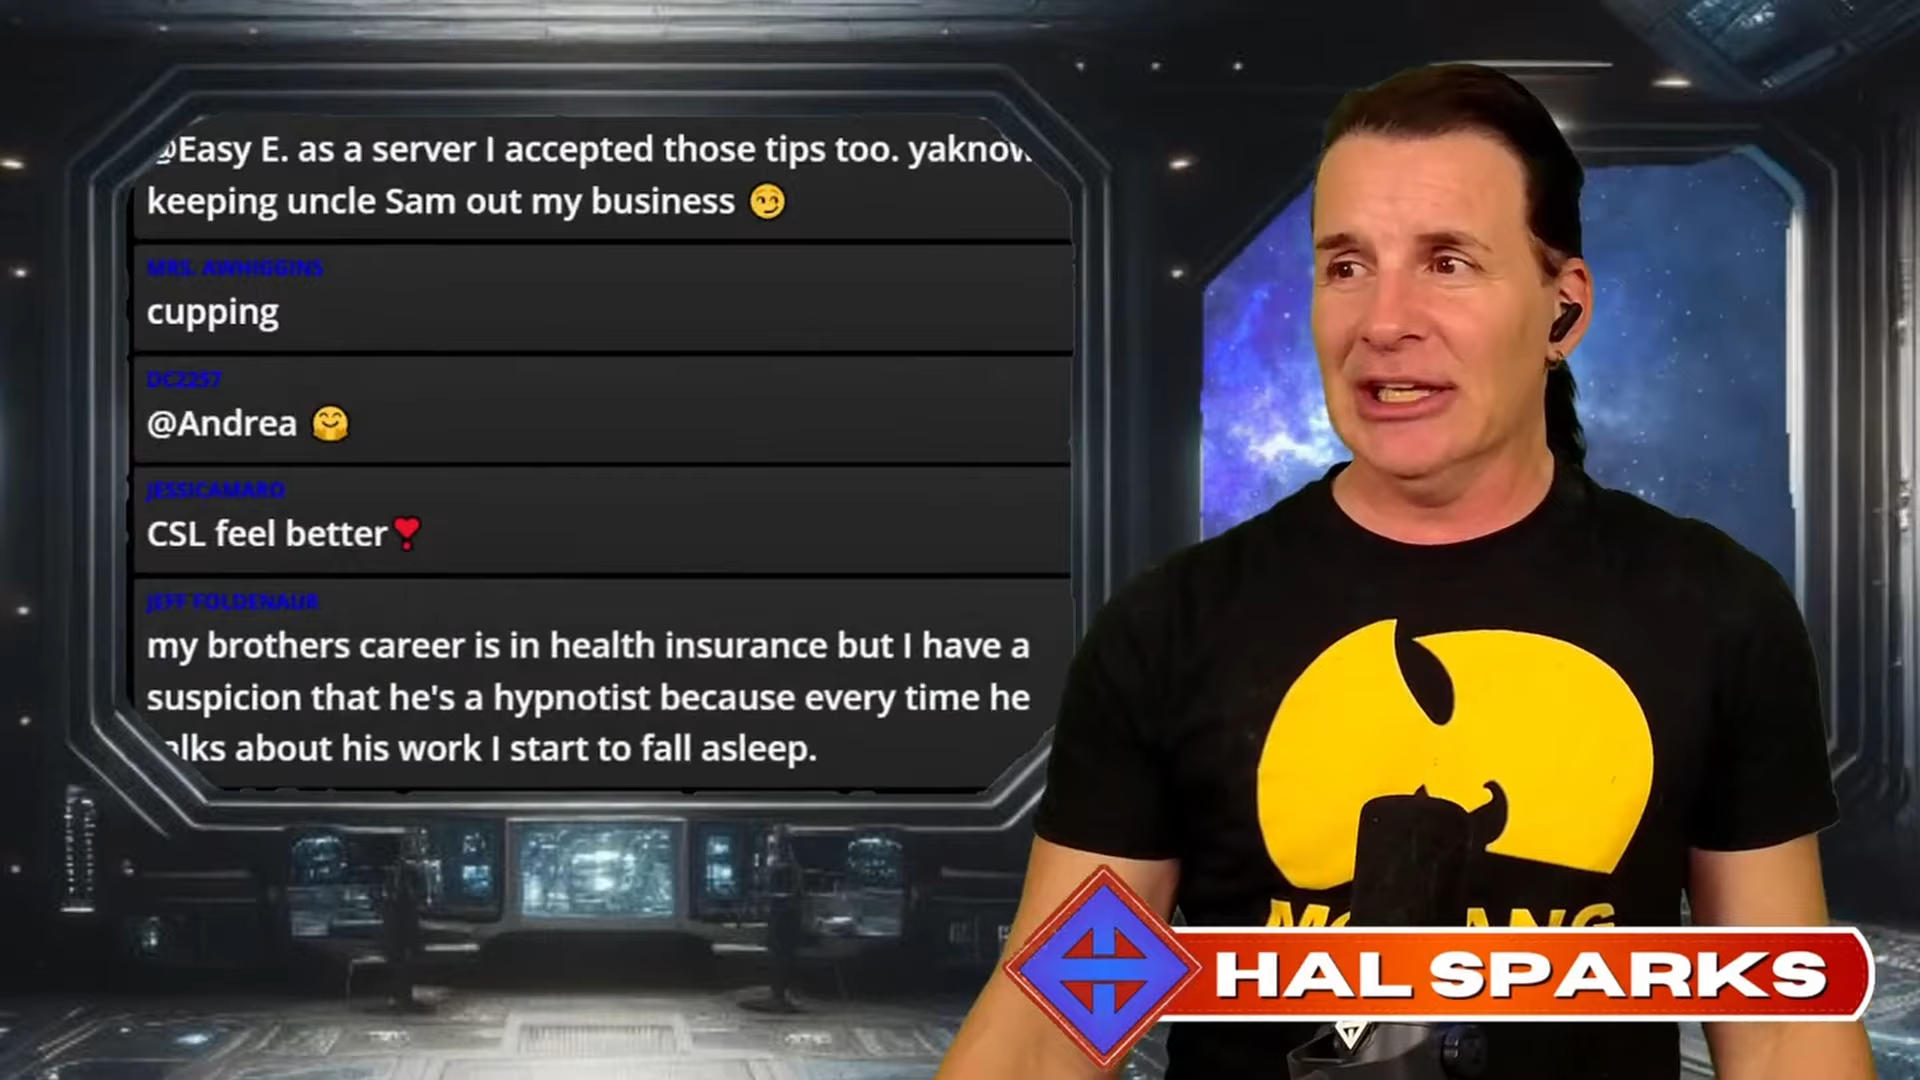 @Easy E. as a server I accepted those tips too. yaknow
keeping uncle Sam out my business 😏
MRS. AWHIGGINS
cupping
DC2257
@Andrea 🤗
JESSICAMARO
CSL feel better❣
JEFF FOLDENAUR
my brothers career is in health insurance but I have a
suspicion that he's a hypnotist because every time he
talks about his work I start to fall asleep.
HAL SPARKS